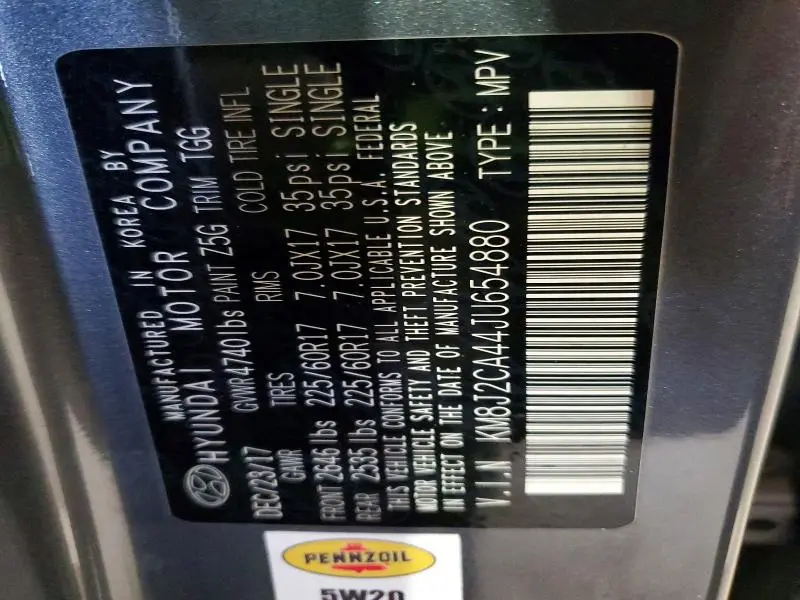 MANUFACTURED IN KOREA BY
HYUNDAI MOTOR COMPANY
DEC/23/17 GVWR4740lbs PAINT Z5G TRIM TGG
GAWR TIRES RIMS COLD TIRE INFL
FRONT 2646 lbs 225/60R17 7.0JX17 35psi SINGLE
REAR 2535 lbs 225/60R17 7.0JX17 35psi SINGLE
THIS VEHICLE CONFORMS TO ALL APPLICABLE U.S.A. FEDERAL
MOTOR VEHICLE SAFETY AND THEFT PREVENTION STANDARDS
IN EFFECT ON THE DATE OF MANUFACTURE SHOWN ABOVE
V.I.N KM8J2CA44JU654880 TYPE : MPV
PENNZOIL
5W20